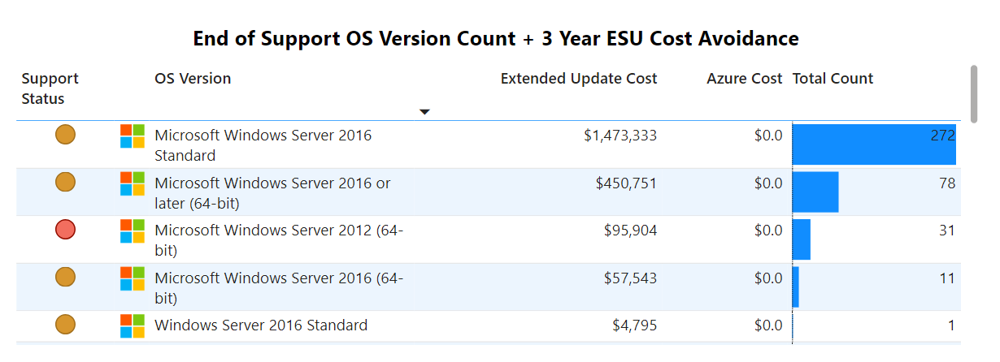 End of Support OS Version Count + 3 Year ESU Cost Avoidance
Support Status OS Version Extended Update Cost Azure Cost Total Count
Microsoft Windows Server 2016 Standard $1,473,333 $0.0 272
Microsoft Windows Server 2016 or later (64-bit) $450,751 $0.0 78
Microsoft Windows Server 2012 (64-bit) $95,904 $0.0 31
Microsoft Windows Server 2016 (64-bit) $57,543 $0.0 11
Windows Server 2016 Standard $4,795 $0.0 1